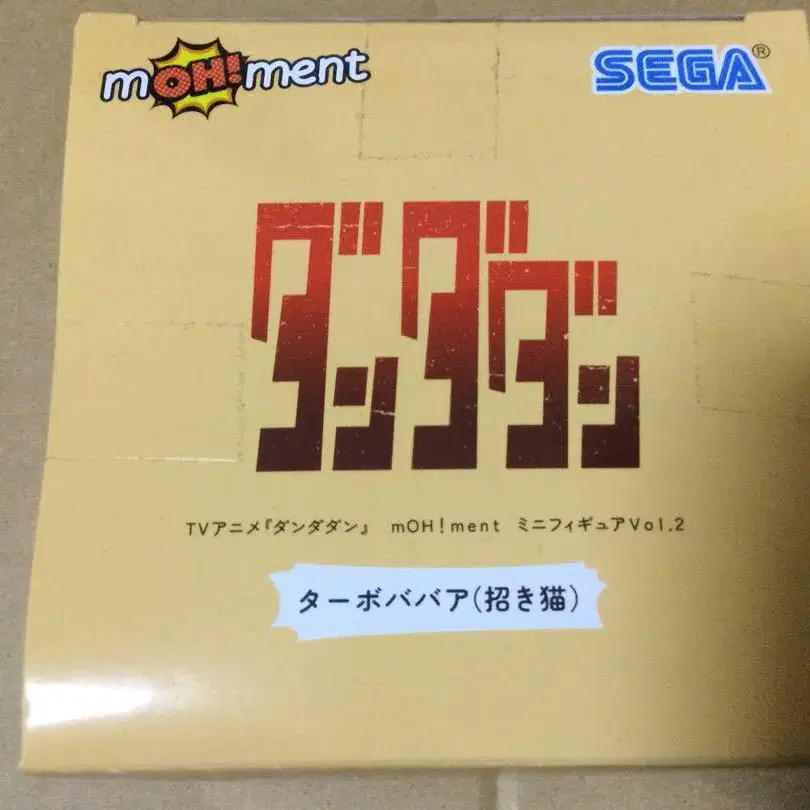 mOH!ment
SEGA®
ダンダダン
TVアニメ『ダンダダン』 mOH!ment ミニフィギュアVol.2
ターボババア(招き猫)